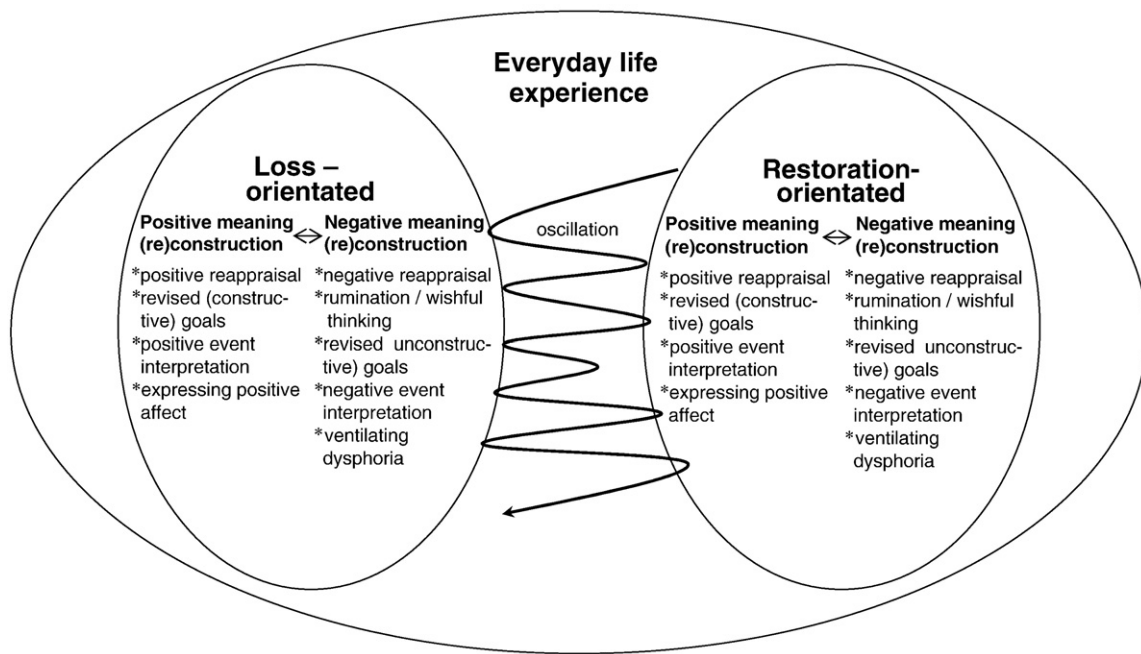 Everyday life
experience
Loss –
orientated
Positive meaning
(re)construction
Negative meaning
(re)construction
*positive reappraisal
*revised (construc-
tive) goals
*positive event
interpretation
*expressing positive
affect
*negative reappraisal
*rumination / wishful
thinking
*revised unconstruc-
tive) goals
*negative event
interpretation
*ventilating
dysphoria
oscillation
Restoration-
orientated
Positive meaning
(re)construction
Negative meaning
(re)construction
*positive reappraisal
*revised (construc-
tive) goals
*positive event
interpretation
*expressing positive
affect
*negative reappraisal
*rumination / wishful
thinking
*revised unconstruc-
tive) goals
*negative event
interpretation
*ventilating
dysphoria